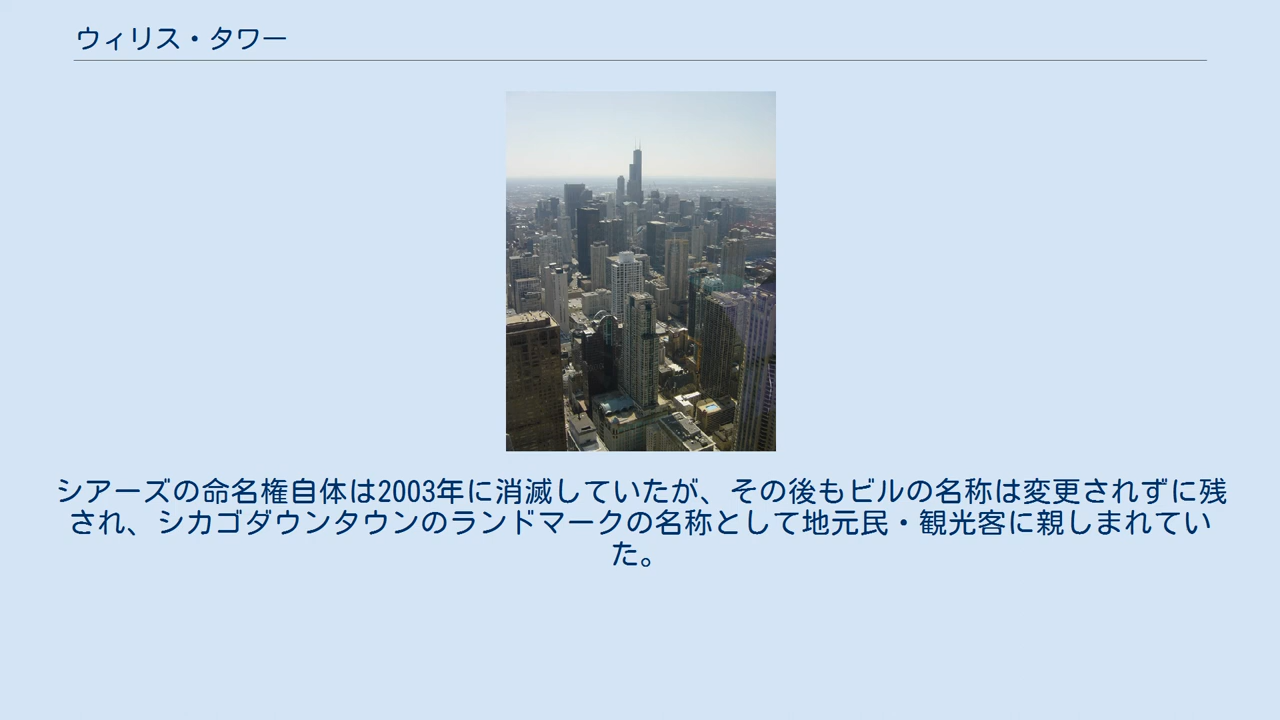 ウィリス・タワー
シアーズの命名権自体は2003年に消滅していたが、その後もビルの名称は変更されずに残
され、シカゴダウンタウンのランドマークの名称として地元民・観光客に親しまれてい
た。